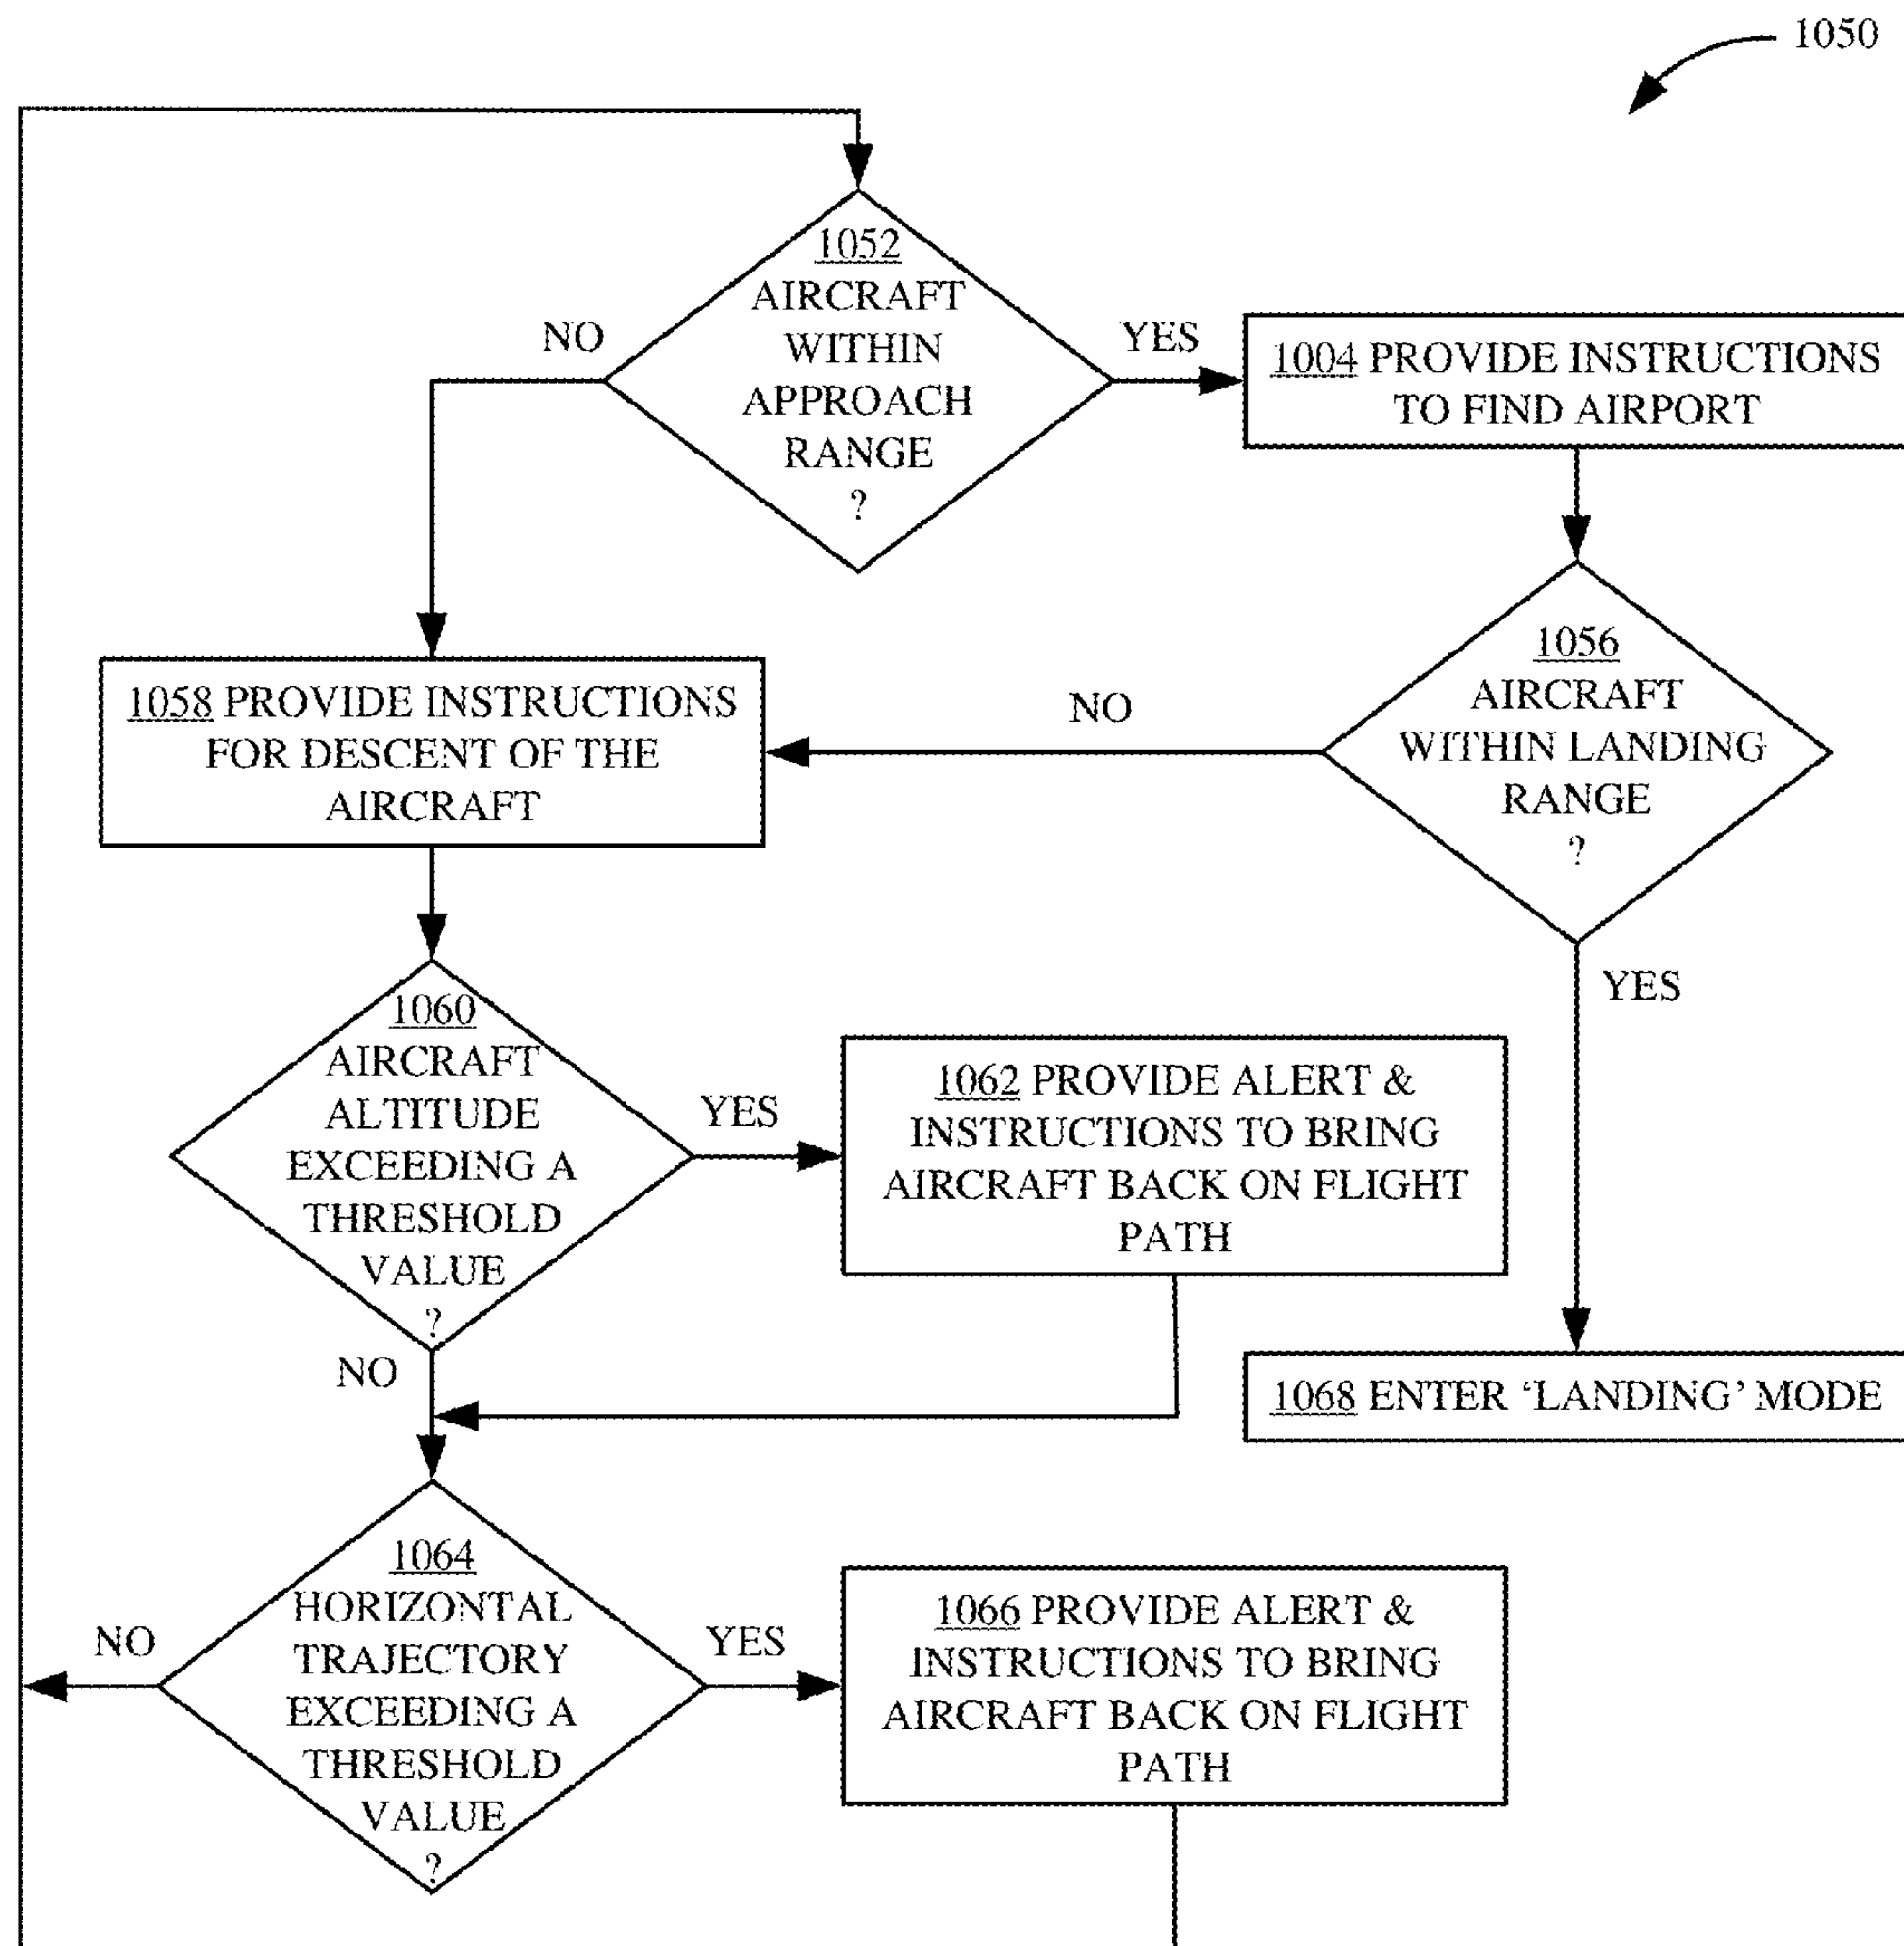 1050
1052
AIRCRAFT
WITHIN
APPROACH
RANGE
?
NO
YES
1004 PROVIDE INSTRUCTIONS
TO FIND AIRPORT
1056
AIRCRAFT
WITHIN LANDING
RANGE
?
NO
YES
1058 PROVIDE INSTRUCTIONS
FOR DESCENT OF THE
AIRCRAFT
1060
AIRCRAFT
ALTITUDE
EXCEEDING A
THRESHOLD
VALUE
?
YES
NO
1062 PROVIDE ALERT &
INSTRUCTIONS TO BRING
AIRCRAFT BACK ON FLIGHT
PATH
1068 ENTER ‘LANDING’ MODE
1064
HORIZONTAL
TRAJECTORY
EXCEEDING A
THRESHOLD
VALUE
?
NO
YES
1066 PROVIDE ALERT &
INSTRUCTIONS TO BRING
AIRCRAFT BACK ON FLIGHT
PATH